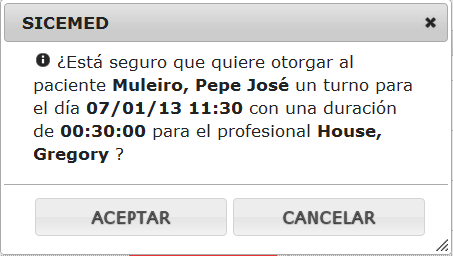 SICEMED
¿Está seguro que quiere otorgar al
paciente Muleiro, Pepe José un turno para
el día 07/01/13 11:30 con una duración
de 00:30:00 para el profesional House,
Gregory ?
ACEPTAR CANCELAR